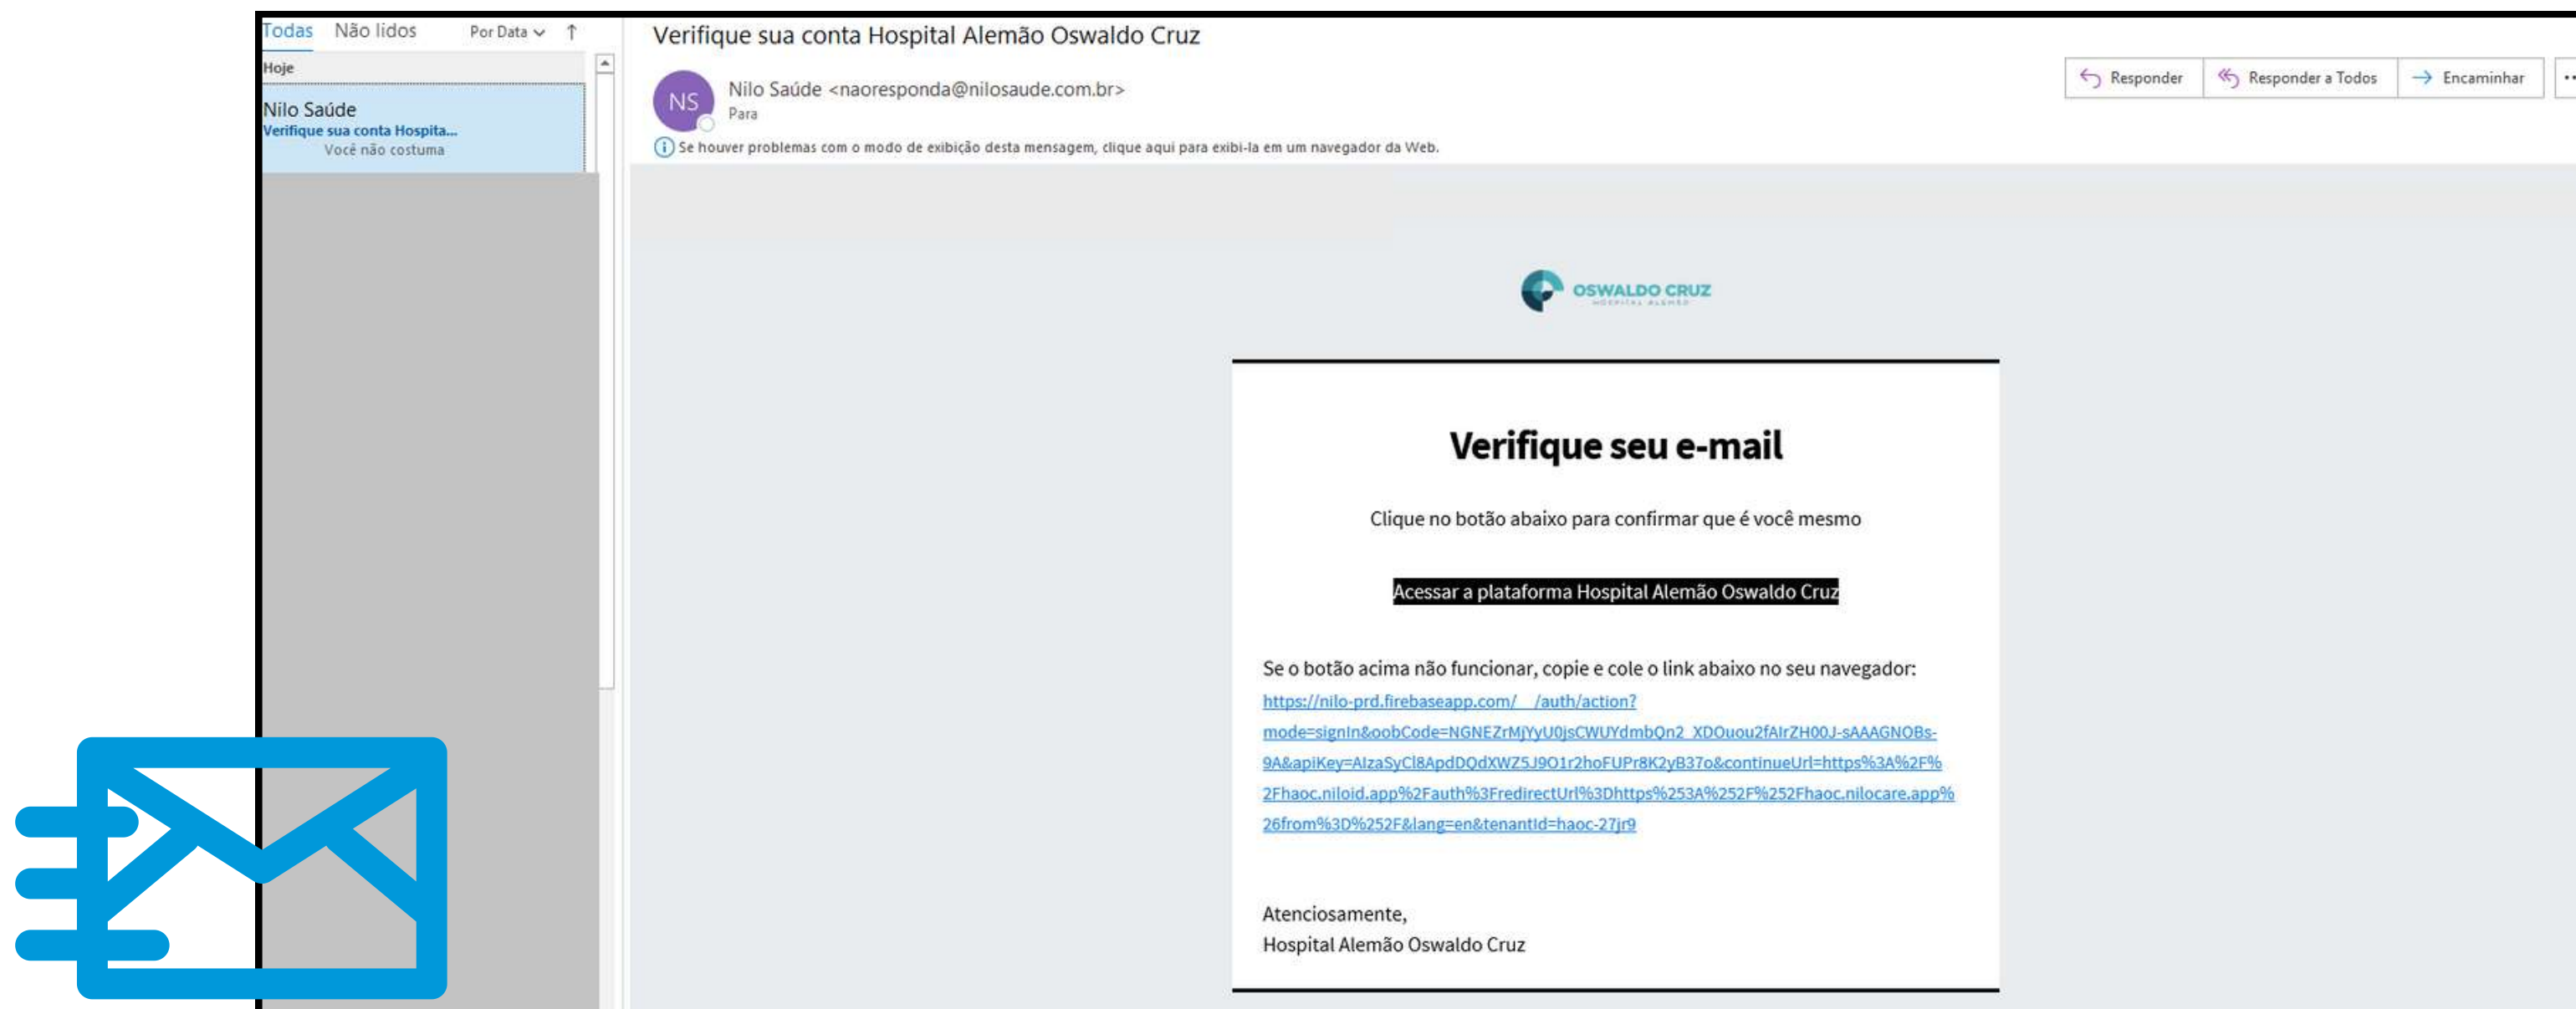 Todas Não lidos Por Data
Hoje
Nilo Saúde
Verifique sua conta Hospita...
Você não costuma
Verifique sua conta Hospital Alemão Oswaldo Cruz
NS
Nilo Saúde <naoresponda@nilosaude.com.br>
Para
Responder
Responder a Todos
Encaminhar
Se houver problemas com o modo de exibição desta mensagem, clique aqui para exibi-la em um navegador da Web.
OSWALDO CRUZ
HOSPITAL ALEMÃO
Verifique seu e-mail
Clique no botão abaixo para confirmar que é você mesmo
Acessar a plataforma Hospital Alemão Oswaldo Cruz
Se o botão acima não funcionar, copie e cole o link abaixo no seu navegador:
https://nilo-prd.firebaseapp.com/__/auth/action?
mode=signIn&oobCode=NGNEZrMjYyU0jsCWUYdmbQn2_XDOuou2fAIrZH00J-sAAAGNOBs-
9A&apiKey=AIzaSyCl8ApdDQdXWZ5J9O1r2hoFUPr8K2yB37o&continueUrl=https%3A%2F%
2Fhaoc.niloid.app%2Fauth%3FredirectUrl%3Dhttps%253A%252F%252Fhaoc.nilocare.app%
26from%3D%252F&lang=en&tenantId=haoc-27jr9
Atenciosamente,
Hospital Alemão Oswaldo Cruz